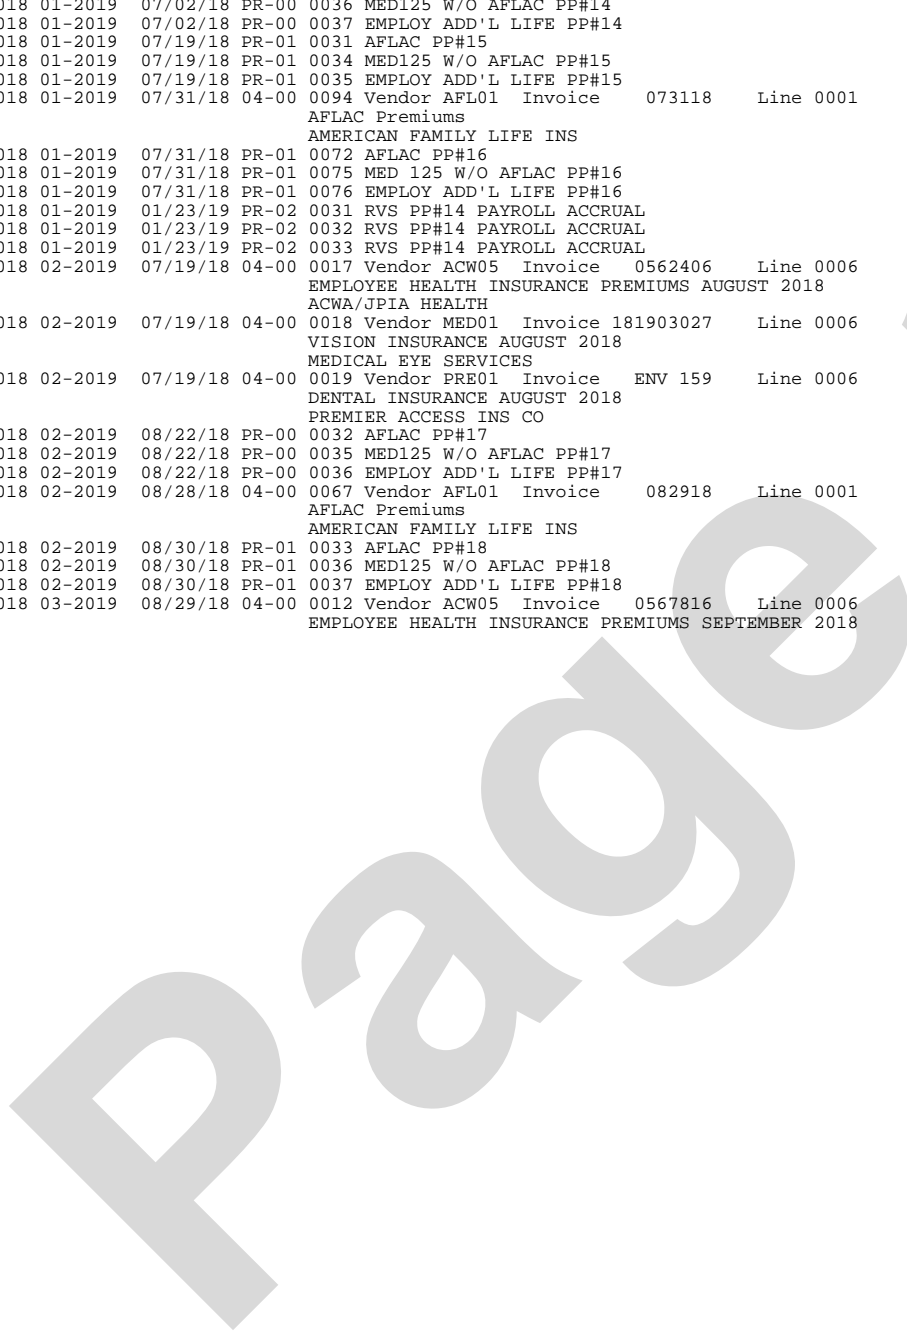 018 01-2019 07/02/18 PR-00 0036 MED125 W/O AFLAC PP#14
018 01-2019 07/02/18 PR-00 0037 EMPLOY ADD'L LIFE PP#14
018 01-2019 07/19/18 PR-01 0031 AFLAC PP#15
018 01-2019 07/19/18 PR-01 0034 MED125 W/O AFLAC PP#15
018 01-2019 07/19/18 PR-01 0035 EMPLOY ADD'L LIFE PP#15
018 01-2019 07/31/18 04-00 0094 Vendor AFL01 Invoice 073118 Line 0001
AFLAC Premiums
AMERICAN FAMILY LIFE INS
018 01-2019 07/31/18 PR-01 0072 AFLAC PP#16
018 01-2019 07/31/18 PR-01 0075 MED 125 W/O AFLAC PP#16
018 01-2019 07/31/18 PR-01 0076 EMPLOY ADD'L LIFE PP#16
018 01-2019 01/23/19 PR-02 0031 RVS PP#14 PAYROLL ACCRUAL
018 01-2019 01/23/19 PR-02 0032 RVS PP#14 PAYROLL ACCRUAL
018 01-2019 01/23/19 PR-02 0033 RVS PP#14 PAYROLL ACCRUAL
018 02-2019 07/19/18 04-00 0017 Vendor ACW05 Invoice 0562406 Line 0006
EMPLOYEE HEALTH INSURANCE PREMIUMS AUGUST 2018
ACWA/JPIA HEALTH
018 02-2019 07/19/18 04-00 0018 Vendor MED01 Invoice 181903027 Line 0006
VISION INSURANCE AUGUST 2018
MEDICAL EYE SERVICES
018 02-2019 07/19/18 04-00 0019 Vendor PRE01 Invoice ENV 159 Line 0006
DENTAL INSURANCE AUGUST 2018
PREMIER ACCESS INS CO
018 02-2019 08/22/18 PR-00 0032 AFLAC PP#17
018 02-2019 08/22/18 PR-00 0035 MED125 W/O AFLAC PP#17
018 02-2019 08/22/18 PR-00 0036 EMPLOY ADD'L LIFE PP#17
018 02-2019 08/28/18 04-00 0067 Vendor AFL01 Invoice 082918 Line 0001
AFLAC Premiums
AMERICAN FAMILY LIFE INS
018 02-2019 08/30/18 PR-01 0033 AFLAC PP#18
018 02-2019 08/30/18 PR-01 0036 MED125 W/O AFLAC PP#18
018 02-2019 08/30/18 PR-01 0037 EMPLOY ADD'L LIFE PP#18
018 03-2019 08/29/18 04-00 0012 Vendor ACW05 Invoice 0567816 Line 0006
EMPLOYEE HEALTH INSURANCE PREMIUMS SEPTEMBER 2018
Page